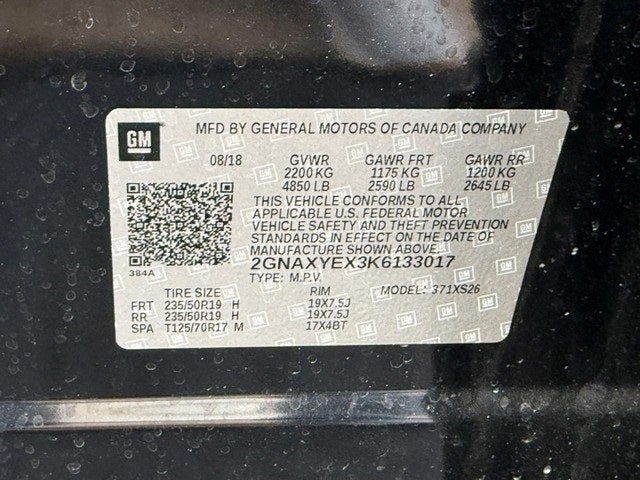 GM
MFD BY GENERAL MOTORS OF CANADA COMPANY
08/18 GVWR GAWR FRT GAWR RR
2200 KG 1175 KG 1200 KG
4850 LB 2590 LB 2645 LB
THIS VEHICLE CONFORMS TO ALL
APPLICABLE U.S. FEDERAL MOTOR
VEHICLE SAFETY AND THEFT PREVENTION
STANDARDS IN EFFECT ON THE DATE OF
MANUFACTURE SHOWN ABOVE.
384A 2GNAXYEX3K6133017
TYPE: M.P.V. MODEL: 371XS26
TIRE SIZE RIM
FRT 235/50R19 H 19X7.5J
RR 235/50R19 H 19X7.5J
SPA T125/70R17 M 17X4BT